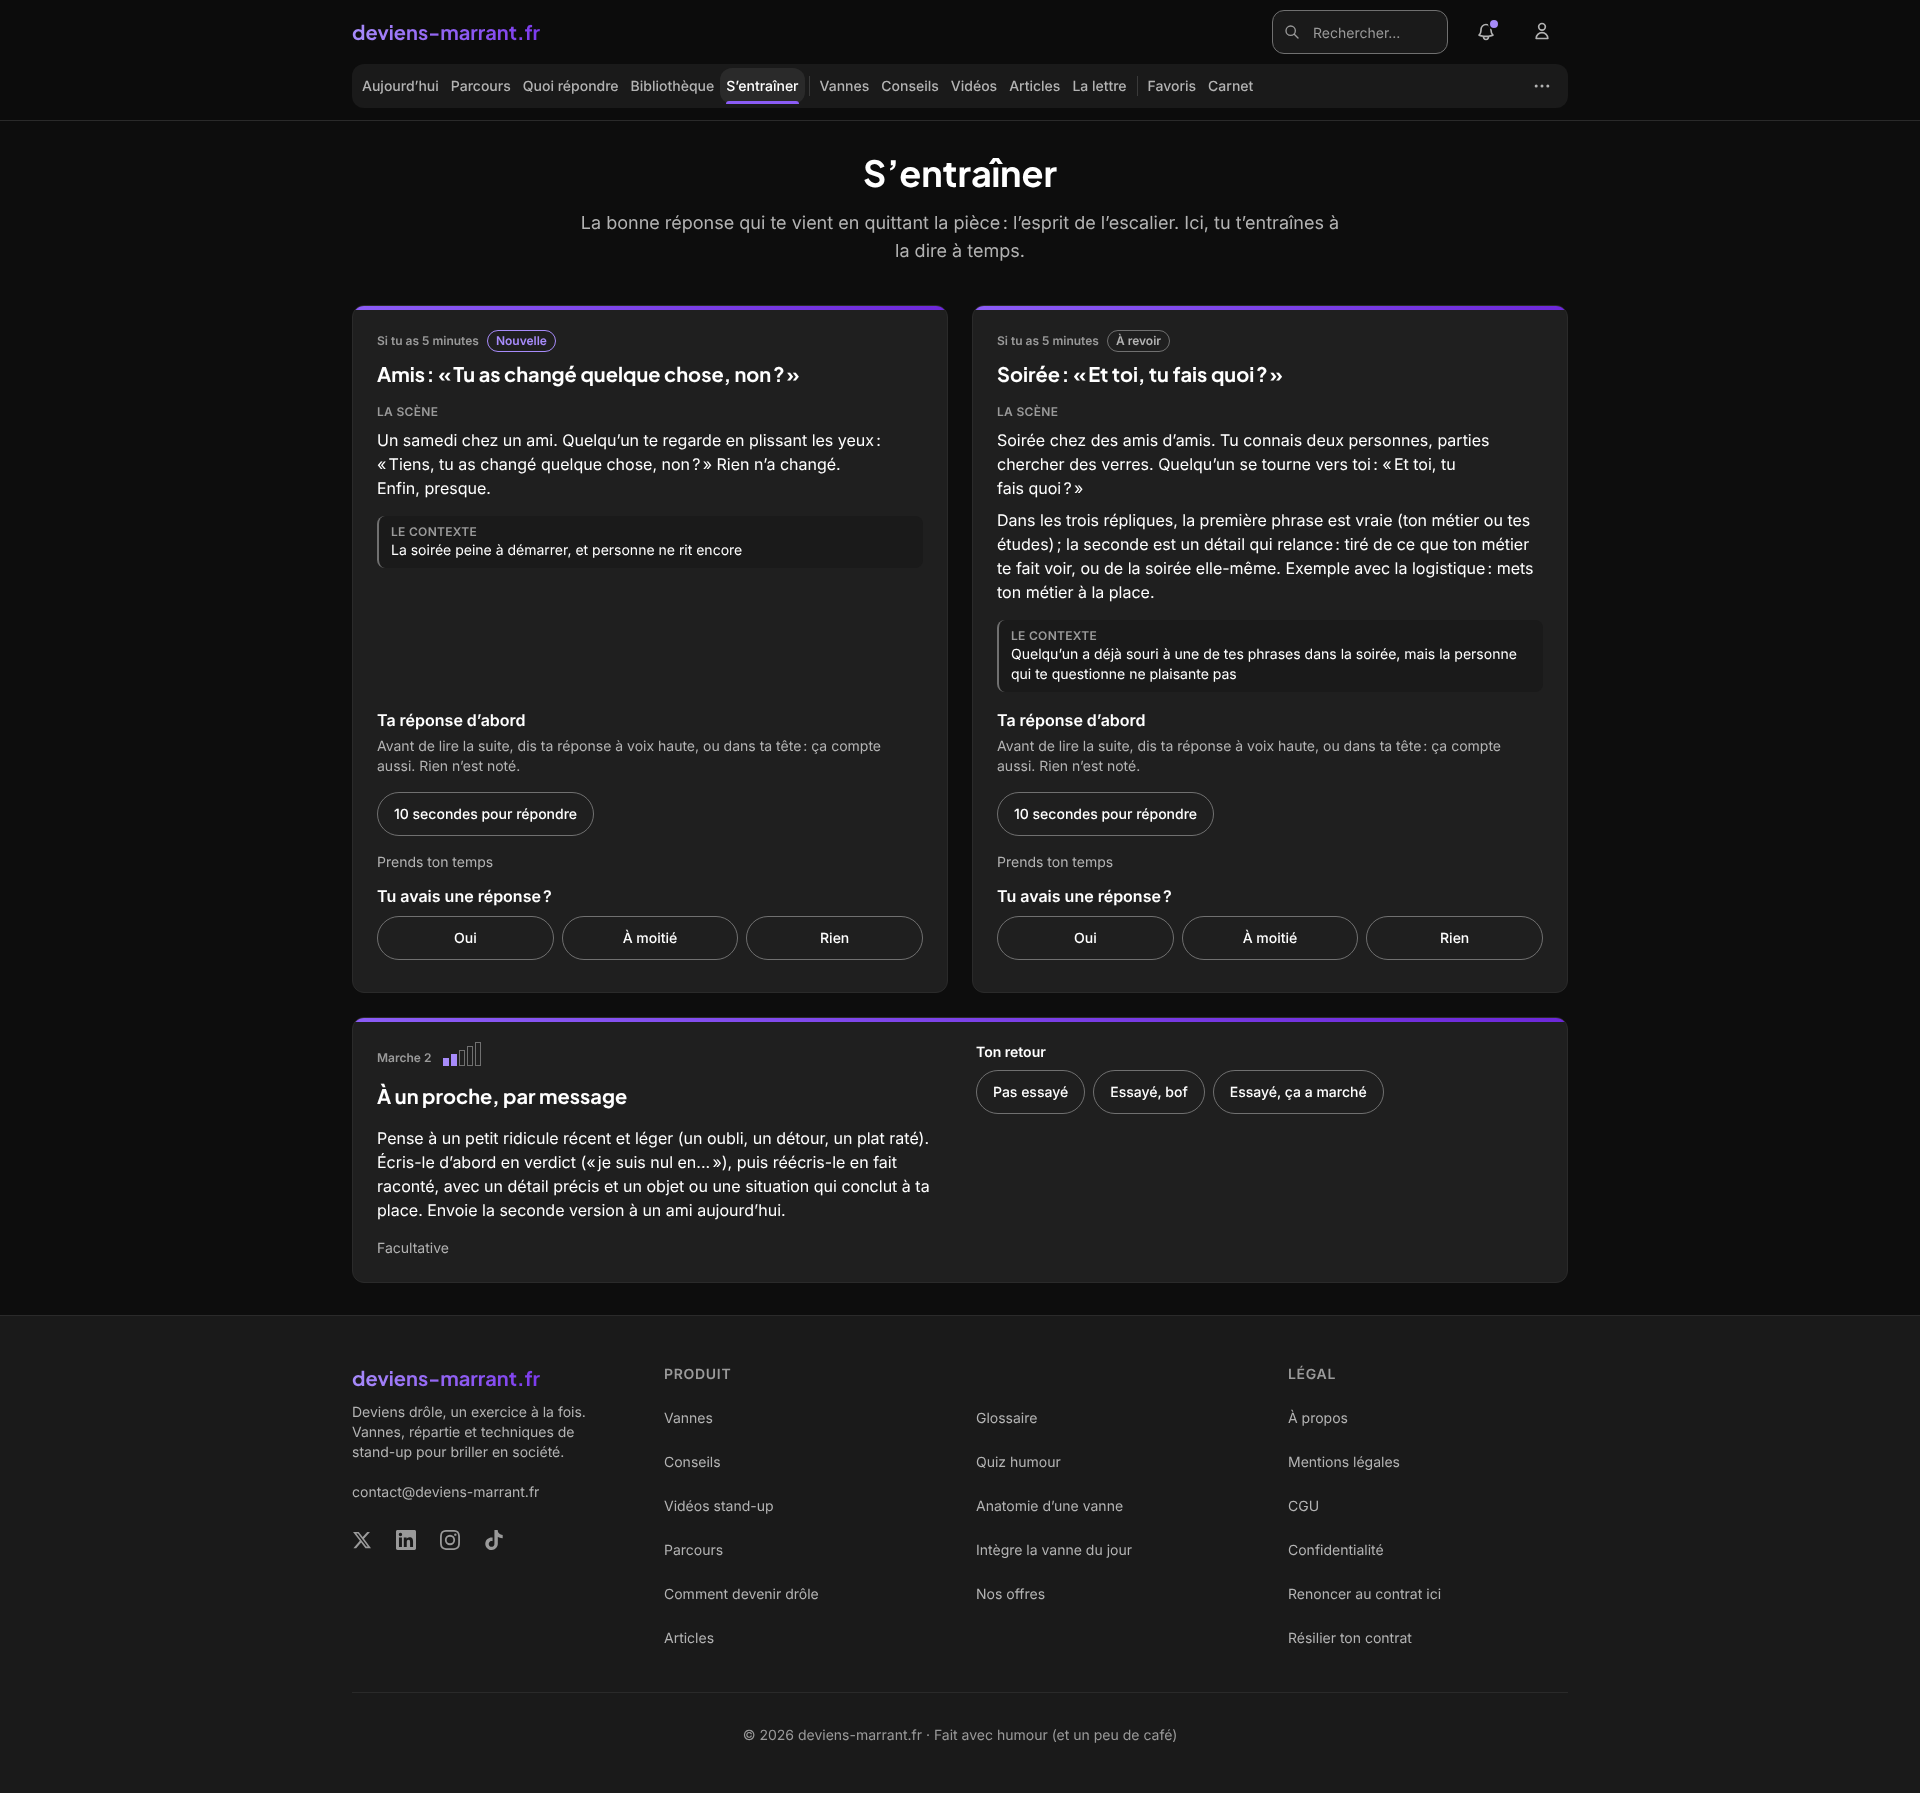 deviens-marrant.fr
Rechercher...
Aujourd’hui Parcours Quoi répondre Bibliothèque S’entraîner Vannes Conseils Vidéos Articles La lettre Favoris Carnet
S’entraîner
La bonne réponse qui te vient en quittant la pièce : l’esprit de l’escalier. Ici, tu t’entraînes à
la dire à temps.
Si tu as 5 minutes Nouvelle
Amis : « Tu as changé quelque chose, non ? »
LA SCÈNE
Un samedi chez un ami. Quelqu’un te regarde en plissant les yeux :
« Tiens, tu as changé quelque chose, non ? » Rien n’a changé.
Enfin, presque.
LE CONTEXTE
La soirée peine à démarrer, et personne ne rit encore
Ta réponse d’abord
Avant de lire la suite, dis ta réponse à voix haute, ou dans ta tête : ça compte
aussi. Rien n’est noté.
10 secondes pour répondre
Prends ton temps
Tu avais une réponse ?
Oui À moitié Rien
Si tu as 5 minutes À revoir
Soirée : « Et toi, tu fais quoi ? »
LA SCÈNE
Soirée chez des amis d’amis. Tu connais deux personnes, parties
chercher des verres. Quelqu’un se tourne vers toi : « Et toi, tu
fais quoi ? »
Dans les trois répliques, la première phrase est vraie (ton métier ou tes
études) ; la seconde est un détail qui relance : tiré de ce que ton métier
te fait voir, ou de la soirée elle-même. Exemple avec la logistique : mets
ton métier à la place.
LE CONTEXTE
Quelqu’un a déjà souri à une de tes phrases dans la soirée, mais la personne
qui te questionne ne plaisante pas
Ta réponse d’abord
Avant de lire la suite, dis ta réponse à voix haute, ou dans ta tête : ça compte
aussi. Rien n’est noté.
10 secondes pour répondre
Prends ton temps
Tu avais une réponse ?
Oui À moitié Rien
Marche 2
À un proche, par message
Pense à un petit ridicule récent et léger (un oubli, un détour, un plat raté).
Écris-le d’abord en verdict (« je suis nul en… »), puis réécris-le en fait
raconté, avec un détail précis et un objet ou une situation qui conclut à ta
place. Envoie la seconde version à un ami aujourd’hui.
Facultative
Ton retour
Pas essayé Essayé, bof Essayé, ça a marché
deviens-marrant.fr
Deviens drôle, un exercice à la fois.
Vannes, répartie et techniques de
stand-up pour briller en société.
contact@deviens-marrant.fr
PRODUIT
Vannes
Conseils
Vidéos stand-up
Parcours
Comment devenir drôle
Articles
Glossaire
Quiz humour
Anatomie d’une vanne
Intègre la vanne du jour
Nos offres
LÉGAL
À propos
Mentions légales
CGU
Confidentialité
Renoncer au contrat ici
Résilier ton contrat
© 2026 deviens-marrant.fr · Fait avec humour (et un peu de café)